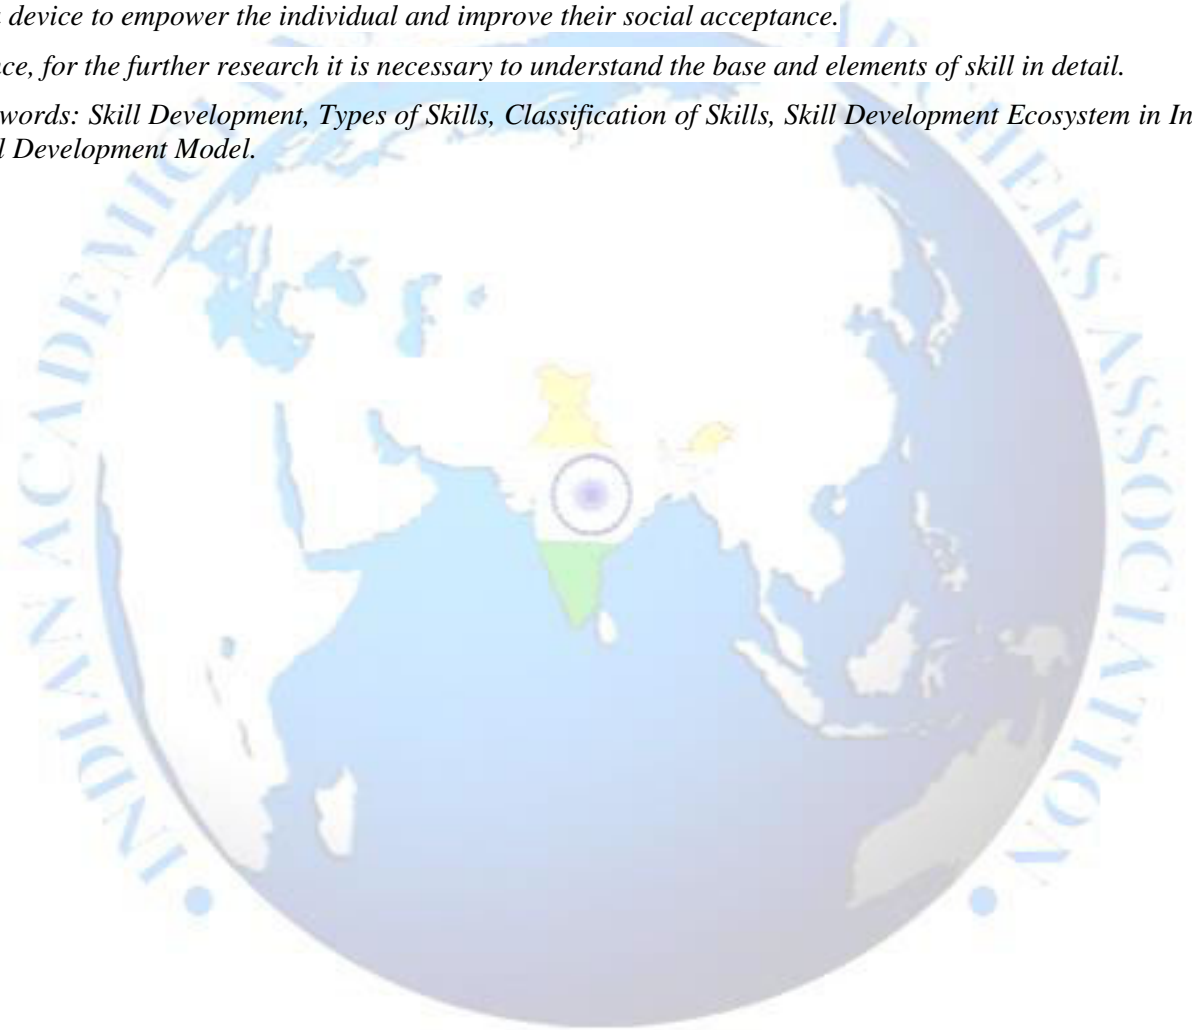 device to empower the individual and improve their social acceptance.
ce, for the further research it is necessary to understand the base and elements of skill in detail.
words: Skill Development, Types of Skills, Classification of Skills, Skill Development Ecosystem in In
l Development Model.
INDIAN ACADEMIC RESEARCHERS ASSOCIATION